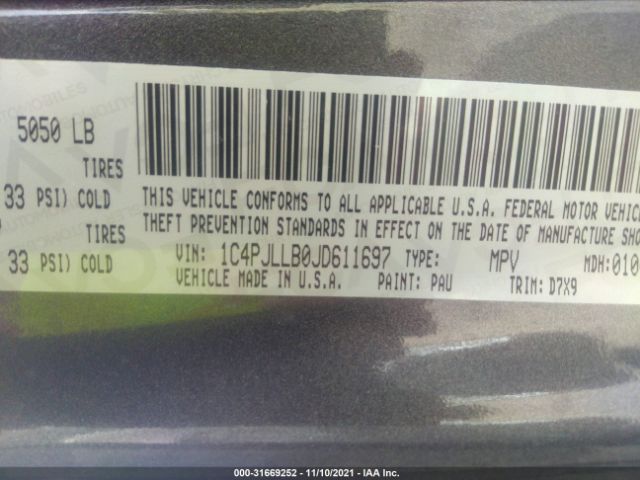 5050 LB
TIRES
33 PSI) COLD
THIS VEHICLE CONFORMS TO ALL APPLICABLE U.S.A. FEDERAL MOTOR VEHIC
THEFT PREVENTION STANDARDS IN EFFECT ON THE DATE OF MANUFACTURE SHO
TIRES
33 PSI) COLD
VIN: 1C4PJLLB0JD611697 TYPE: MPV MDH:010
VEHICLE MADE IN U.S.A. PAINT: PAU TRIM: D7X9
000-31669252 - 11/10/2021 - IAA Inc.